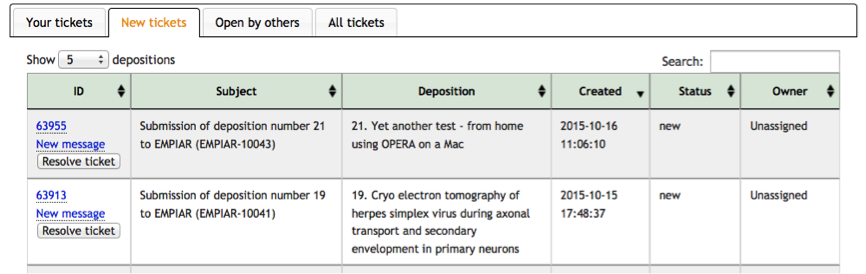 Your tickets New tickets Open by others All tickets
Show 5 depositions Search:
ID Subject Deposition Created Status Owner
63955 Submission of deposition number 21 21. Yet another test - from home 2015-10-16 new Unassigned
New message to EMPIAR (EMPIAR-10043) using OPERA on a Mac 11:06:10
Resolve ticket
63913 Submission of deposition number 19 19. Cryo electron tomography of 2015-10-15 new Unassigned
New message to EMPIAR (EMPIAR-10041) herpes simplex virus during axonal 17:48:37
Resolve ticket transport and secondary
envelopment in primary neurons